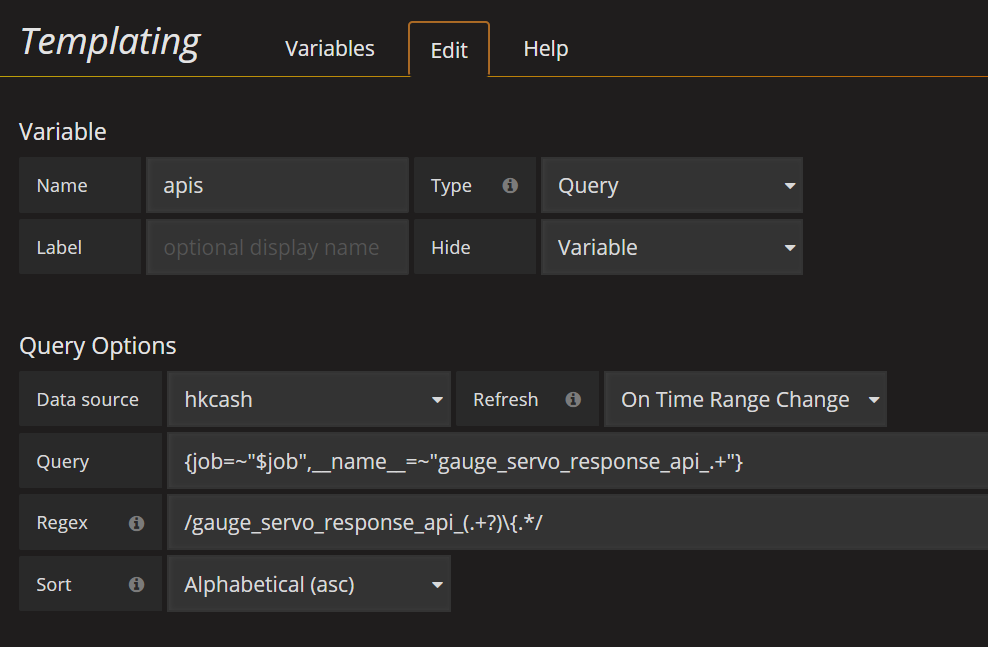 Templating Variables Edit Help
Variable
Name apis Type Query
Label optional display name Hide Variable
Query Options
Data source hkcash Refresh On Time Range Change
Query {job=~"$job",__name__=~"gauge_servo_response_api_.+"}
Regex /gauge_servo_response_api_(.+?)\{.*/
Sort Alphabetical (asc)